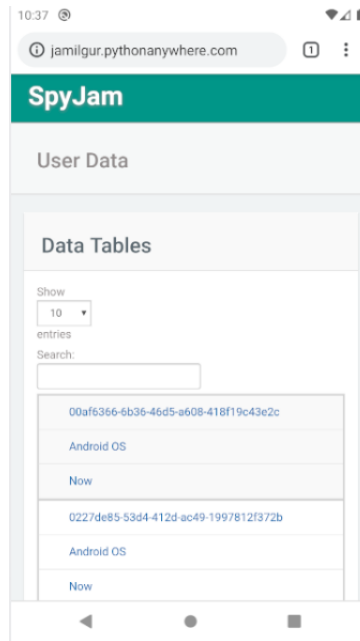 10:37
jamilgur.pythonanywhere.com
1
SpyJam
User Data
Data Tables
Show
10
entries
Search:
00af6366-6b36-46d5-a608-418f19c43e2c
Android OS
Now
0227de85-53d4-412d-ac49-1997812f372b
Android OS
Now